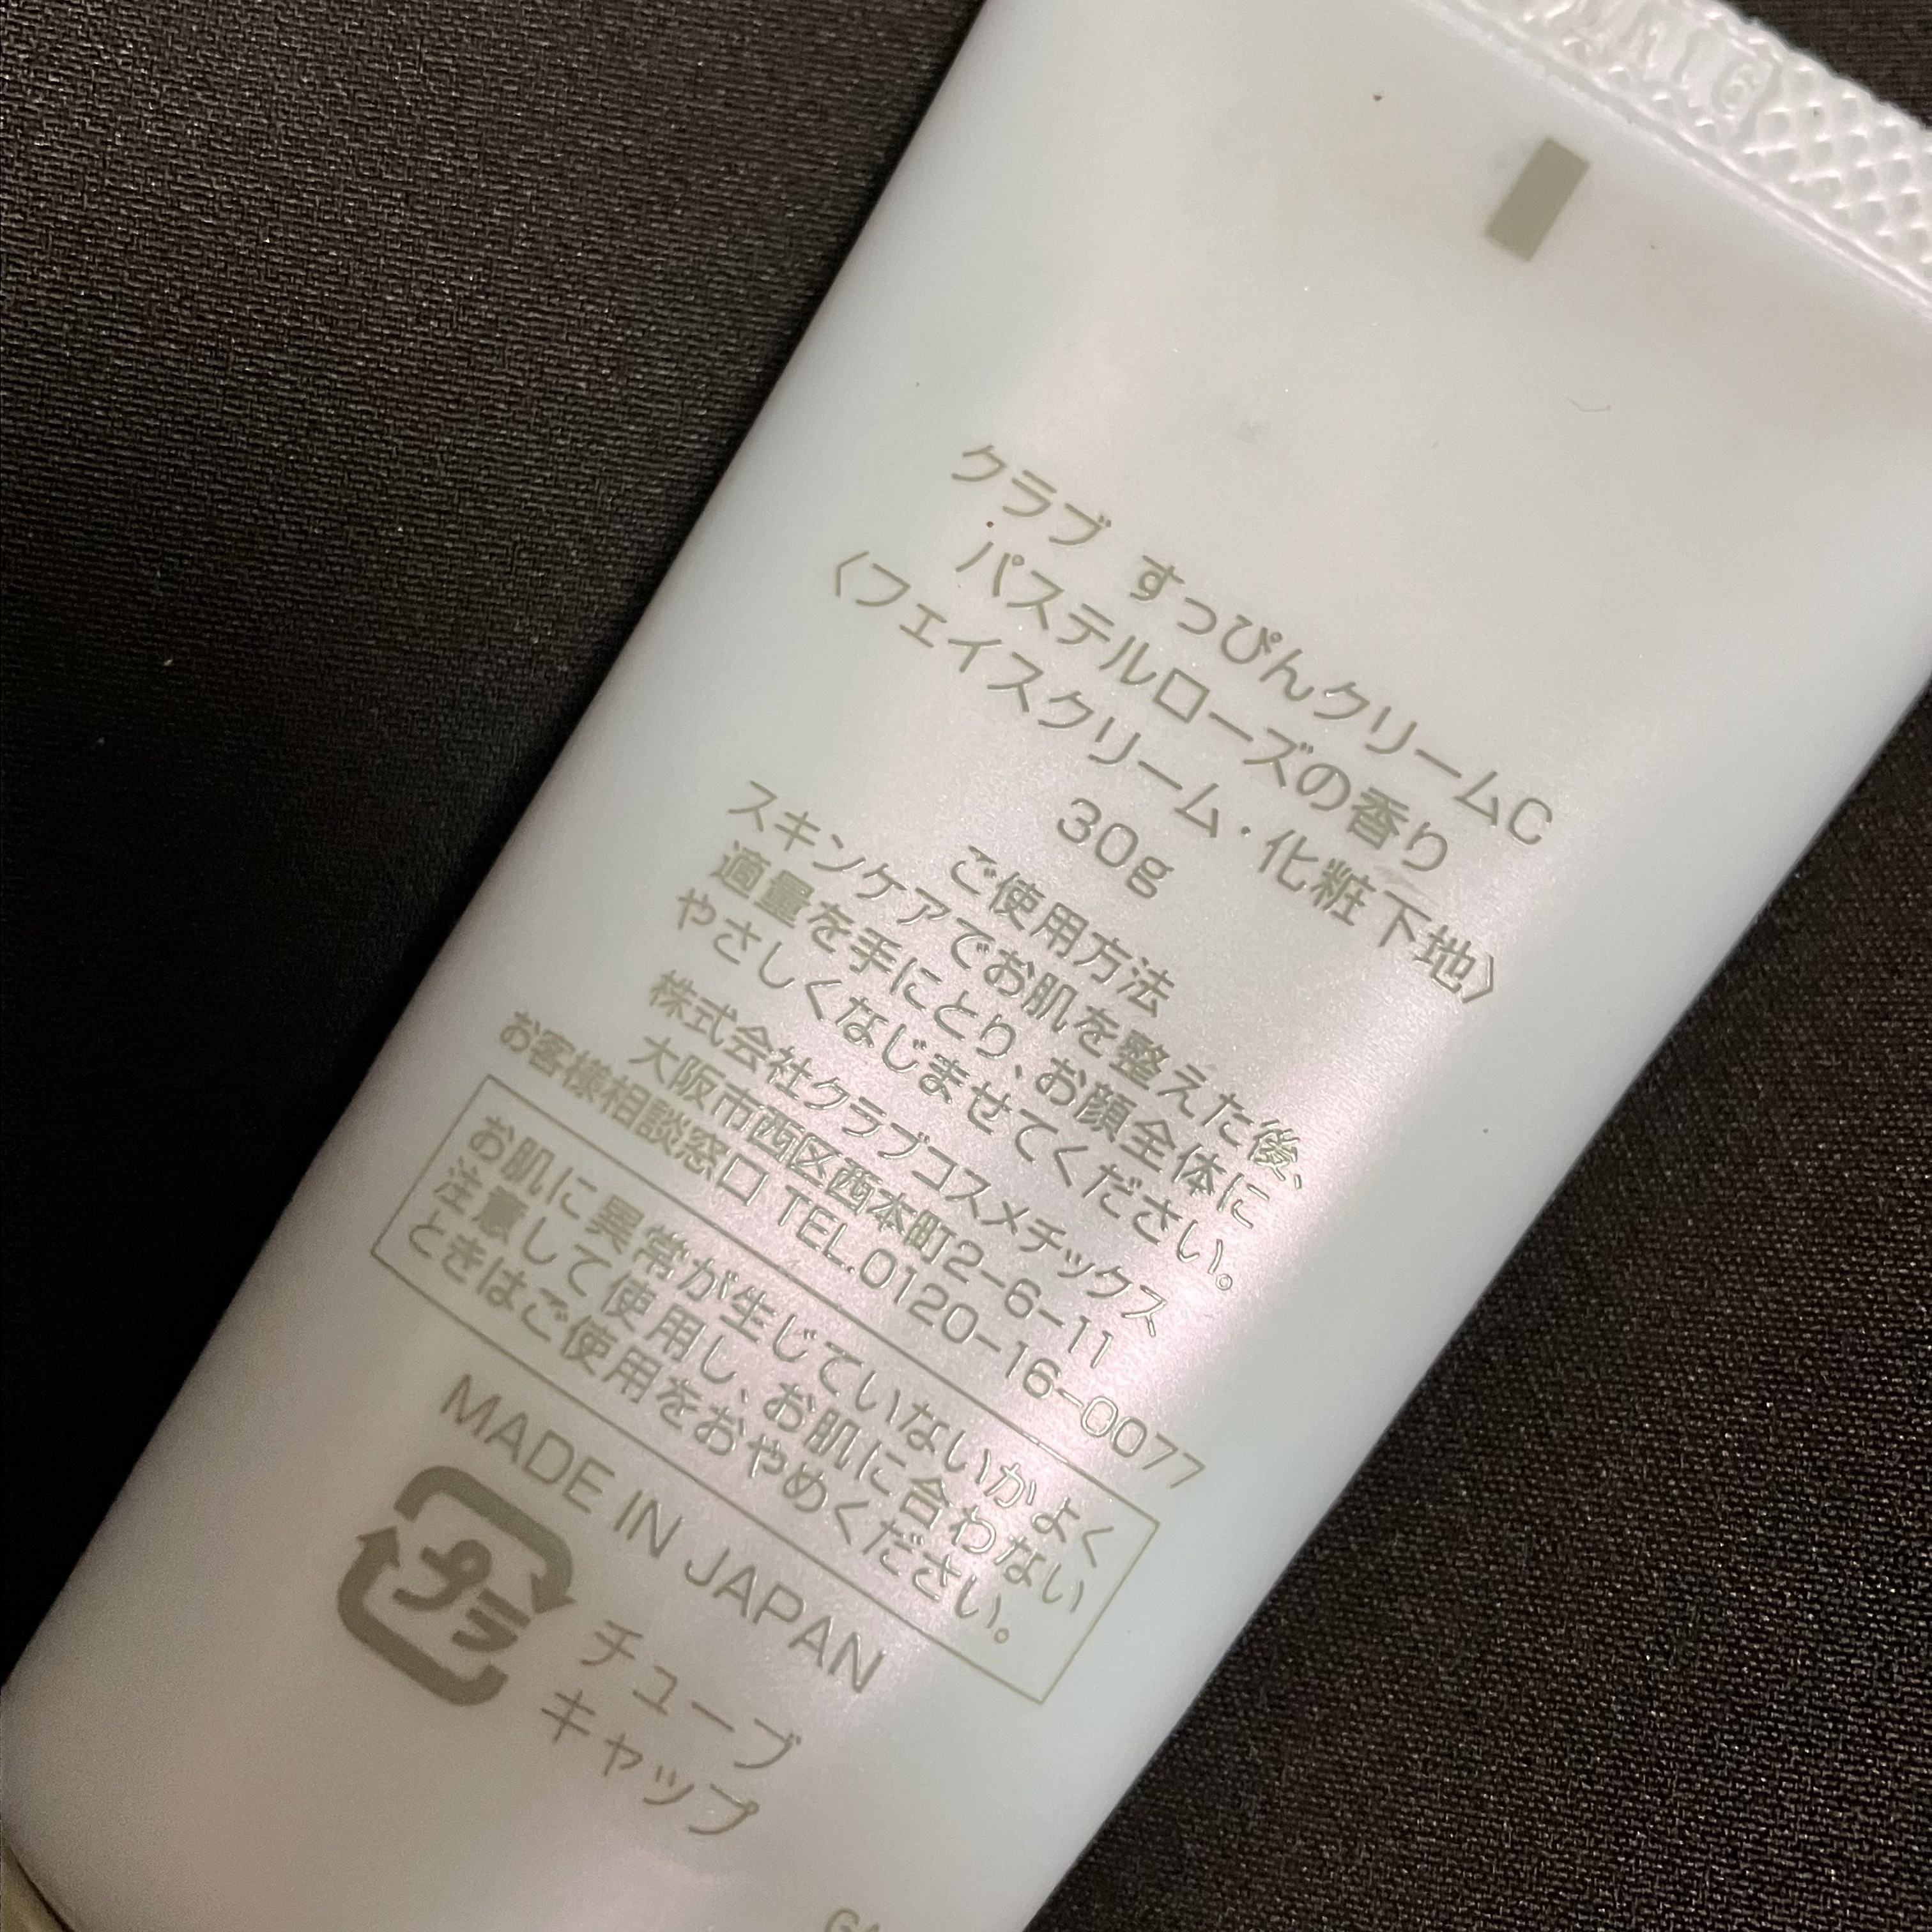 クラブ すっぴんクリームC
パステルローズの香り
〈フェイスクリーム・化粧下地〉
30g
ご使用方法
スキンケアでお肌を整えた後、
適量を手にとり、お顔全体に
やさしくなじませてください。
株式会社クラブコスメチックス
大阪市西区西本町2-6-11
お客様相談窓口 TEL.0120-16-0077
お肌に異常が生じていないかよく
注意して使用し、お肌に合わない
ときはご使用をおやめください。
MADE IN JAPAN
プラ
チューブ
キャップ